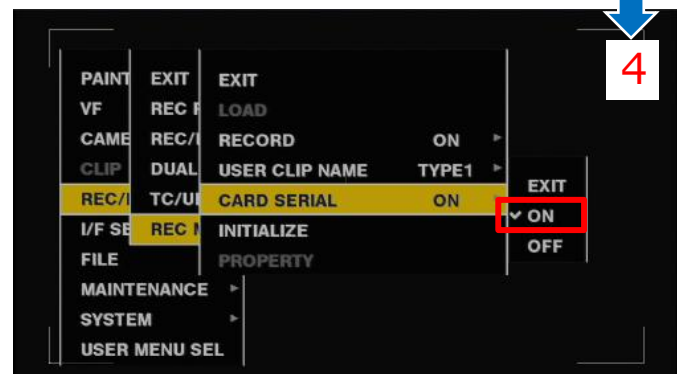 4
PAINT
VF
CAME
CLIP
REC/I
I/F SE
FILE
MAINTENANCE
SYSTEM
USER MENU SEL
EXIT
REC
REC/I
DUAL
TC/UI
REC
EXIT
LOAD
RECORD ON
USER CLIP NAME TYPE1
CARD SERIAL ON
INITIALIZE
PROPERTY
EXIT
✓ ON
OFF